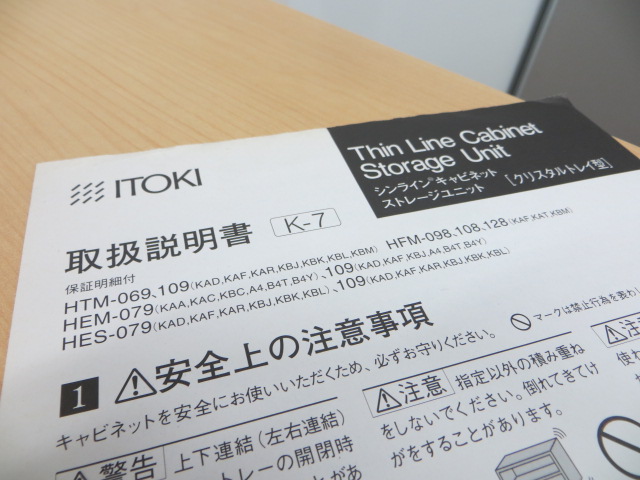 ITOKI
Thin Line Cabinet
Storage Unit
シンライン®キャビネット
ストレージユニット [クリスタルトレイ型]
取扱説明書 K-7
保証明細付
HTM-069、109(KAD,KAF,KAR,KBJ,KBK,KBL,KBM) HFM-098、108、128(KAF,KAT,KBM)
HEM-079(KAA,KAC,KBC,A4,B4T,B4Y)、109(KAD,KAF,KBJ,A4,B4T,B4Y)
HES-079(KAD,KAF,KAR,KBJ,KBK,KBL)、109(KAD,KAF,KAR,KBJ,KBK,KBL)
1 安全上の注意事項
キャビネットを安全にお使いいただくため、必ずお守りください。
マークは禁止行為を表わし
警告 上下連結(左右連結)
トレーの開閉時
があ
注意 指定以外の積み重ね
をしないでください。倒れてきてけ
がをすることがあります。
注
使